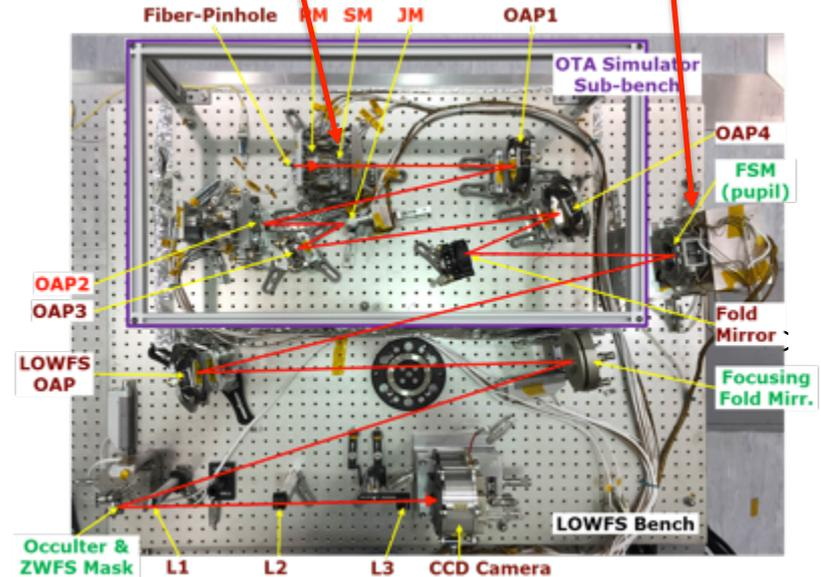 Fiber-Pinhole RM SM JM OAP1
OTA Simulator
Sub-bench
OAP4
FSM
(pupil)
OAP2
OAP3
Fold
Mirror
LOWFS
OAP
Focusing
Fold Mirr.
LOWFS Bench
Occulter &
ZWFS Mask
L1 L2 L3 CCD Camera